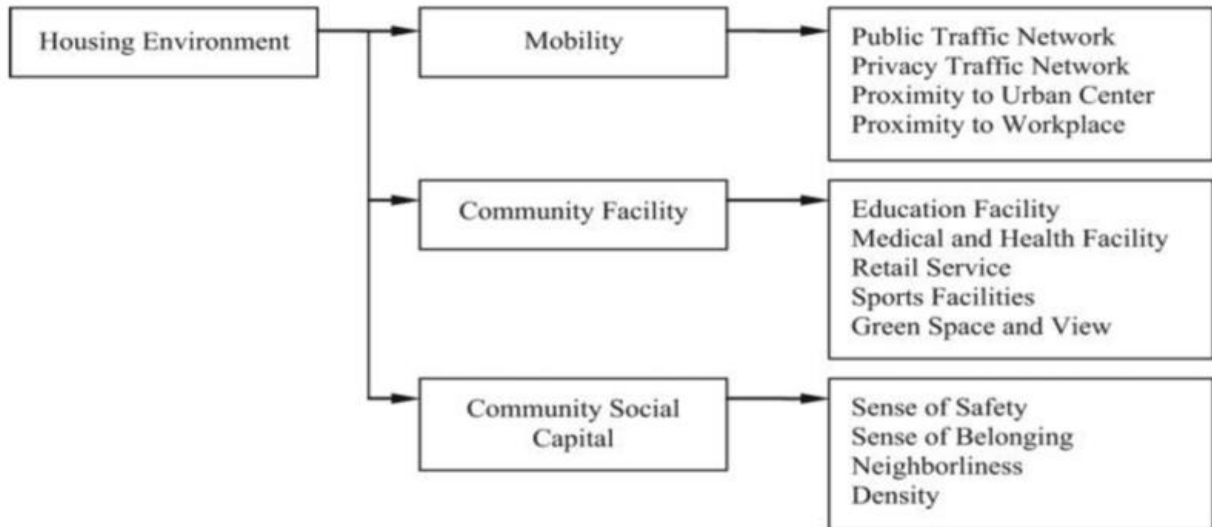 Housing Environment
Mobility
Public Traffic Network
Privacy Traffic Network
Proximity to Urban Center
Proximity to Workplace
Community Facility
Education Facility
Medical and Health Facility
Retail Service
Sports Facilities
Green Space and View
Community Social
Capital
Sense of Safety
Sense of Belonging
Neighborliness
Density